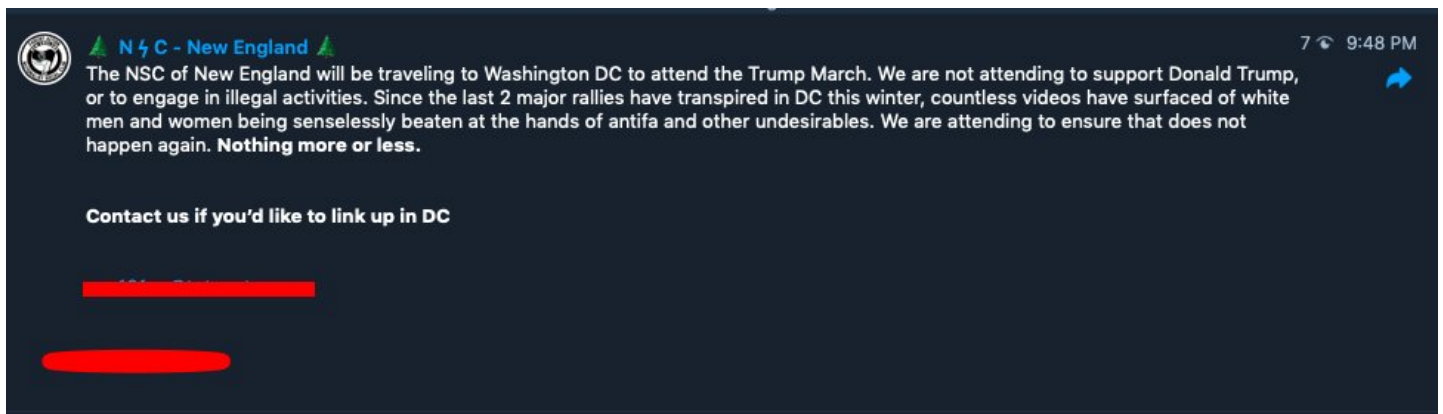 🌲 N ϟ C - New England 🌲
7 9:48 PM
The NSC of New England will be traveling to Washington DC to attend the Trump March. We are not attending to support Donald Trump,
or to engage in illegal activities. Since the last 2 major rallies have transpired in DC this winter, countless videos have surfaced of white
men and women being senselessly beaten at the hands of antifa and other undesirables. We are attending to ensure that does not
happen again. Nothing more or less.
Contact us if you'd like to link up in DC